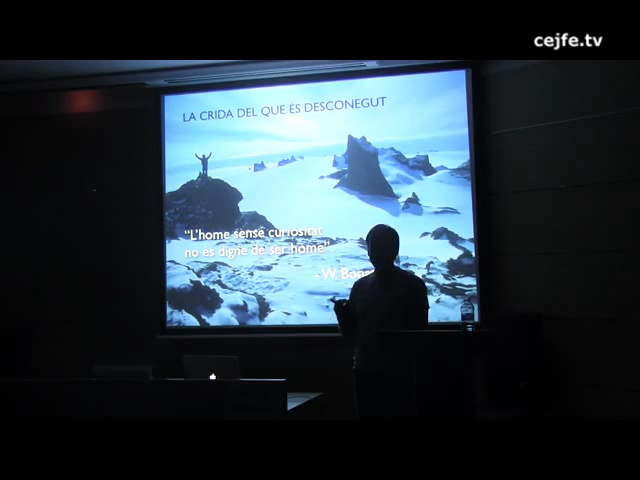 cejfe.tv
LA CRIDA DEL QUE ÉS DESCONEGUT
“L’home sense curiositat
no és digne de ser home”
- W